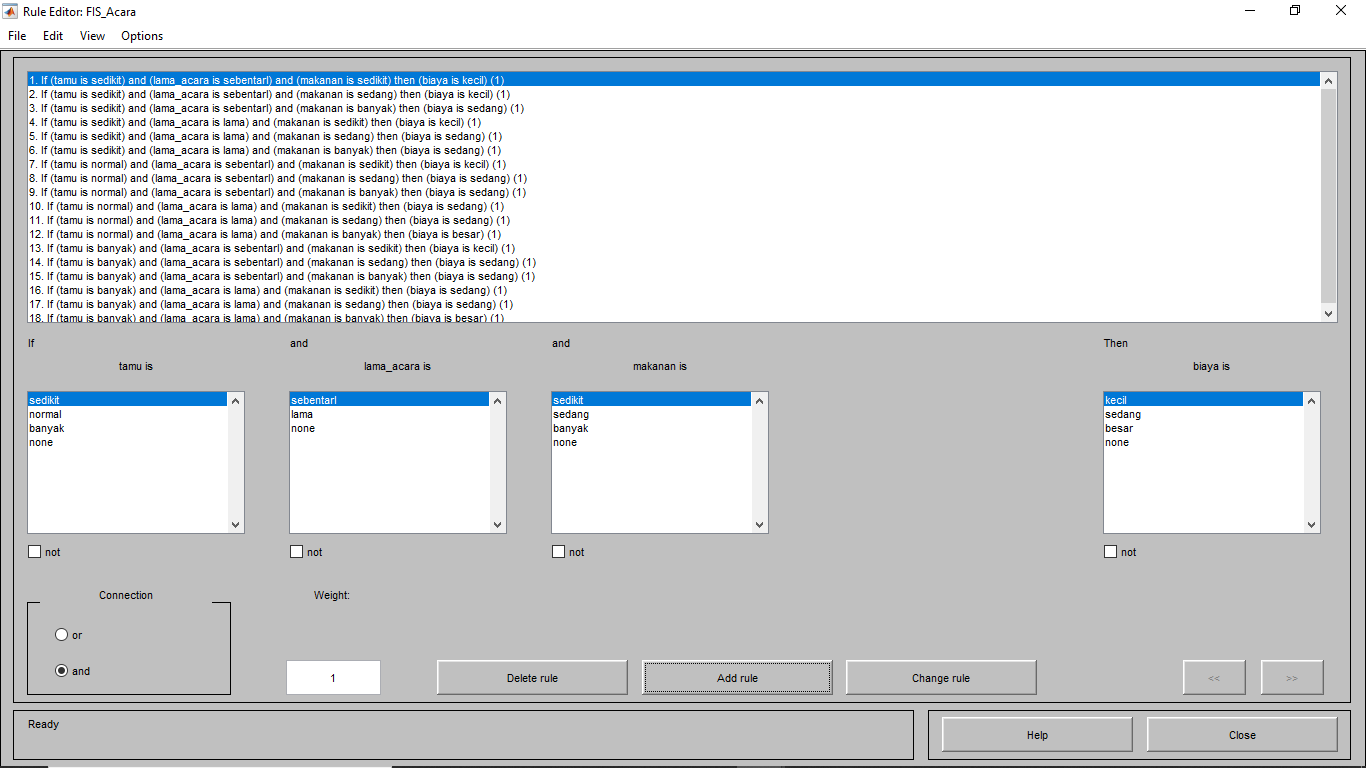 Rule Editor: FIS_Acara
File Edit View Options
1. If (tamu is sedikit) and (lama_acara is sebentarl) and (makanan is sedikit) then (biaya is kecil) (1)
2. If (tamu is sedikit) and (lama_acara is sebentarl) and (makanan is sedang) then (biaya is kecil) (1)
3. If (tamu is sedikit) and (lama_acara is sebentarl) and (makanan is banyak) then (biaya is sedang) (1)
4. If (tamu is sedikit) and (lama_acara is lama) and (makanan is sedikit) then (biaya is kecil) (1)
5. If (tamu is sedikit) and (lama_acara is lama) and (makanan is sedang) then (biaya is sedang) (1)
6. If (tamu is sedikit) and (lama_acara is lama) and (makanan is banyak) then (biaya is sedang) (1)
7. If (tamu is normal) and (lama_acara is sebentarl) and (makanan is sedikit) then (biaya is kecil) (1)
8. If (tamu is normal) and (lama_acara is sebentarl) and (makanan is sedang) then (biaya is sedang) (1)
9. If (tamu is normal) and (lama_acara is sebentarl) and (makanan is banyak) then (biaya is sedang) (1)
10. If (tamu is normal) and (lama_acara is lama) and (makanan is sedikit) then (biaya is sedang) (1)
11. If (tamu is normal) and (lama_acara is lama) and (makanan is sedang) then (biaya is sedang) (1)
12. If (tamu is normal) and (lama_acara is lama) and (makanan is banyak) then (biaya is besar) (1)
13. If (tamu is banyak) and (lama_acara is sebentarl) and (makanan is sedikit) then (biaya is kecil) (1)
14. If (tamu is banyak) and (lama_acara is sebentarl) and (makanan is sedang) then (biaya is sedang) (1)
15. If (tamu is banyak) and (lama_acara is sebentarl) and (makanan is banyak) then (biaya is sedang) (1)
16. If (tamu is banyak) and (lama_acara is lama) and (makanan is sedikit) then (biaya is sedang) (1)
17. If (tamu is banyak) and (lama_acara is lama) and (makanan is sedang) then (biaya is sedang) (1)
18. If (tamu is banyak) and (lama_acara is lama) and (makanan is banyak) then (biaya is besar) (1)
If and and Then
tamu is lama_acara is makanan is biaya is
sedikit sebentarl sedikit kecil
normal lama sedang sedang
banyak none banyak besar
none none none
not not not not
Connection Weight:
or
and
1 Delete rule Add rule Change rule << >>
Ready
Help Close